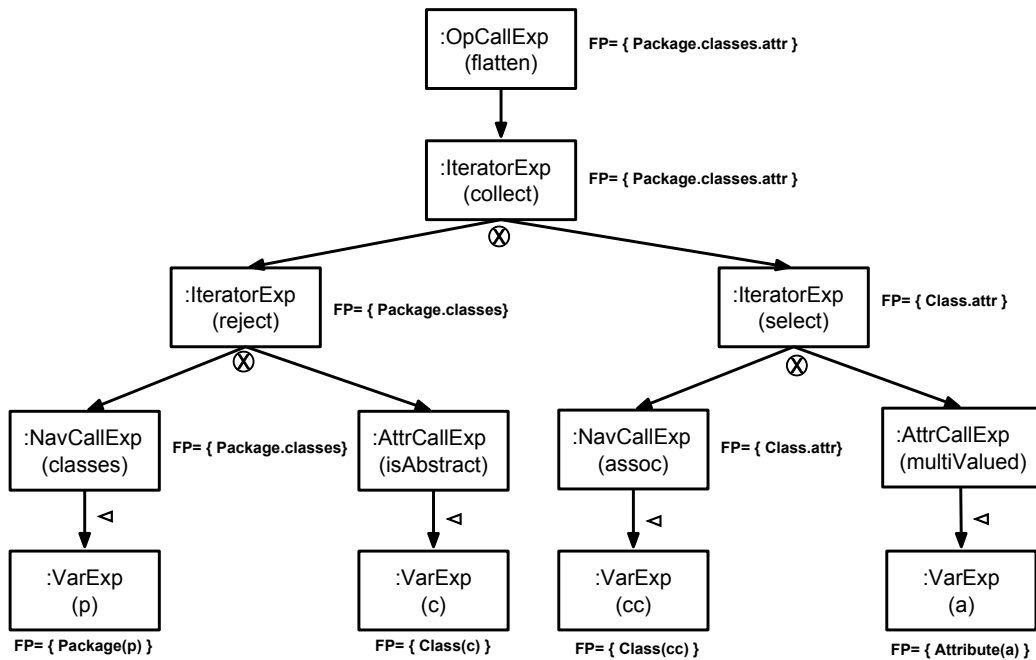 :OpCallExp
(flatten)
FP= { Package.classes.attr }
:IteratorExp
(collect)
FP= { Package.classes.attr }
:IteratorExp
(reject)
FP= { Package.classes}
:IteratorExp
(select)
FP= { Class.attr }
:NavCallExp
(classes)
FP= { Package.classes}
:AttrCallExp
(isAbstract)
:NavCallExp
(assoc)
FP= { Class.attr}
:AttrCallExp
(multiValued)
:VarExp
(p)
FP= { Package(p) }
:VarExp
(c)
FP= { Class(c) }
:VarExp
(cc)
FP= { Class(cc) }
:VarExp
(a)
FP= { Attribute(a) }